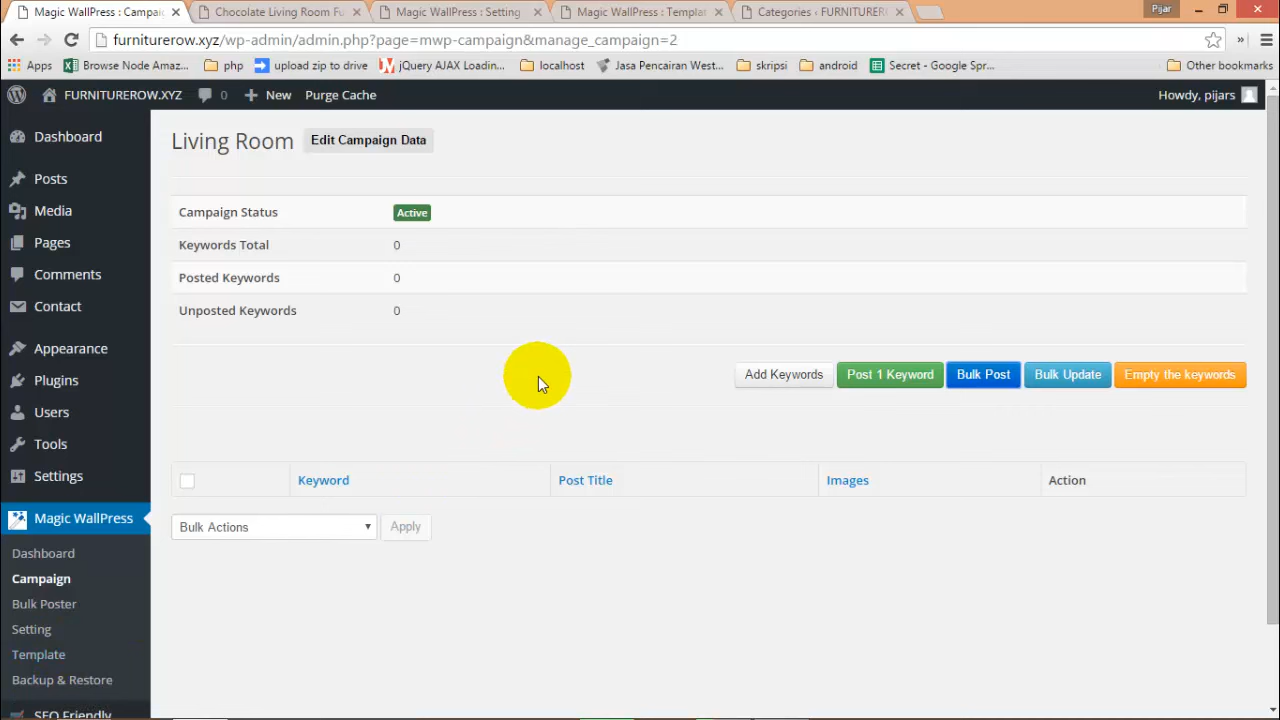 Magic WallPress : Campai
Chocolate Living Room Fu
Magic WallPress : Setting
Magic WallPress : Templat
Categories ‹ FURNITUREROW
Pijar
furniturerow.xyz/wp-admin/admin.php?page=mwp-campaign&manage_campaign=2
Apps
Browse Node Amaz...
php
upload zip to drive
jQuery AJAX Loadin...
localhost
Jasa Pencairan West...
skripsi
android
Secret - Google Spr...
Other bookmarks
FURNITUREROW.XYZ
0
New
Purge Cache
Howdy, pijars
Dashboard
Posts
Media
Pages
Comments
Contact
Appearance
Plugins
Users
Tools
Settings
Magic WallPress
Dashboard
Campaign
Bulk Poster
Setting
Template
Backup & Restore
SEO Friendly
Living Room
Edit Campaign Data
Campaign Status Active
Keywords Total 0
Posted Keywords 0
Unposted Keywords 0
Add Keywords Post 1 Keyword Bulk Post Bulk Update Empty the keywords
Keyword Post Title Images Action
Bulk Actions Apply